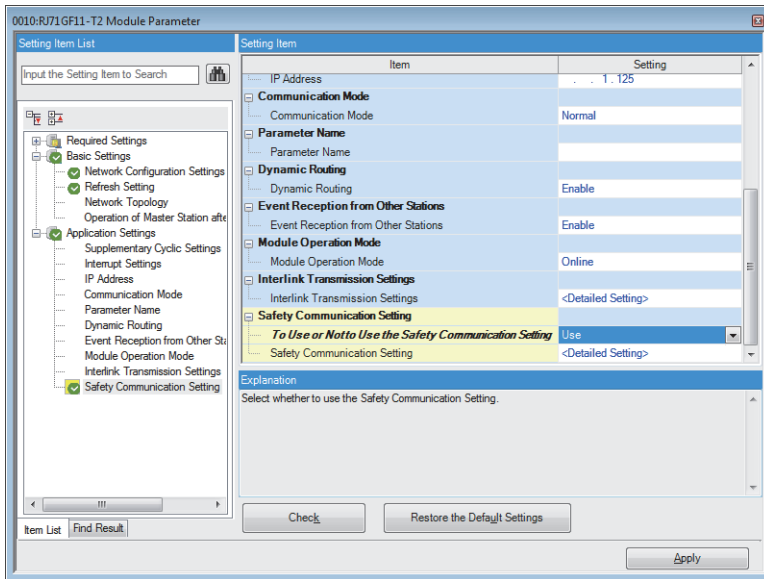 0010:RJ71GF11-T2 Module Parameter
Setting Item List
Input the Setting Item to Search
Required Settings
Basic Settings
Network Configuration Settings
Refresh Setting
Network Topology
Operation of Master Station afte
Application Settings
Supplementary Cyclic Settings
Interrupt Settings
IP Address
Communication Mode
Parameter Name
Dynamic Routing
Event Reception from Other Sta
Module Operation Mode
Interlink Transmission Settings
Safety Communication Setting
Item List Find Result
Setting Item
Item Setting
IP Address . . 1 . 125
Communication Mode
Communication Mode Normal
Parameter Name
Parameter Name
Dynamic Routing
Dynamic Routing Enable
Event Reception from Other Stations
Event Reception from Other Stations Enable
Module Operation Mode
Module Operation Mode Online
Interlink Transmission Settings
Interlink Transmission Settings <Detailed Setting>
Safety Communication Setting
To Use or Notto Use the Safety Communication Setting Use
Safety Communication Setting <Detailed Setting>
Explanation
Select whether to use the Safety Communication Setting.
Check Restore the Default Settings
Apply